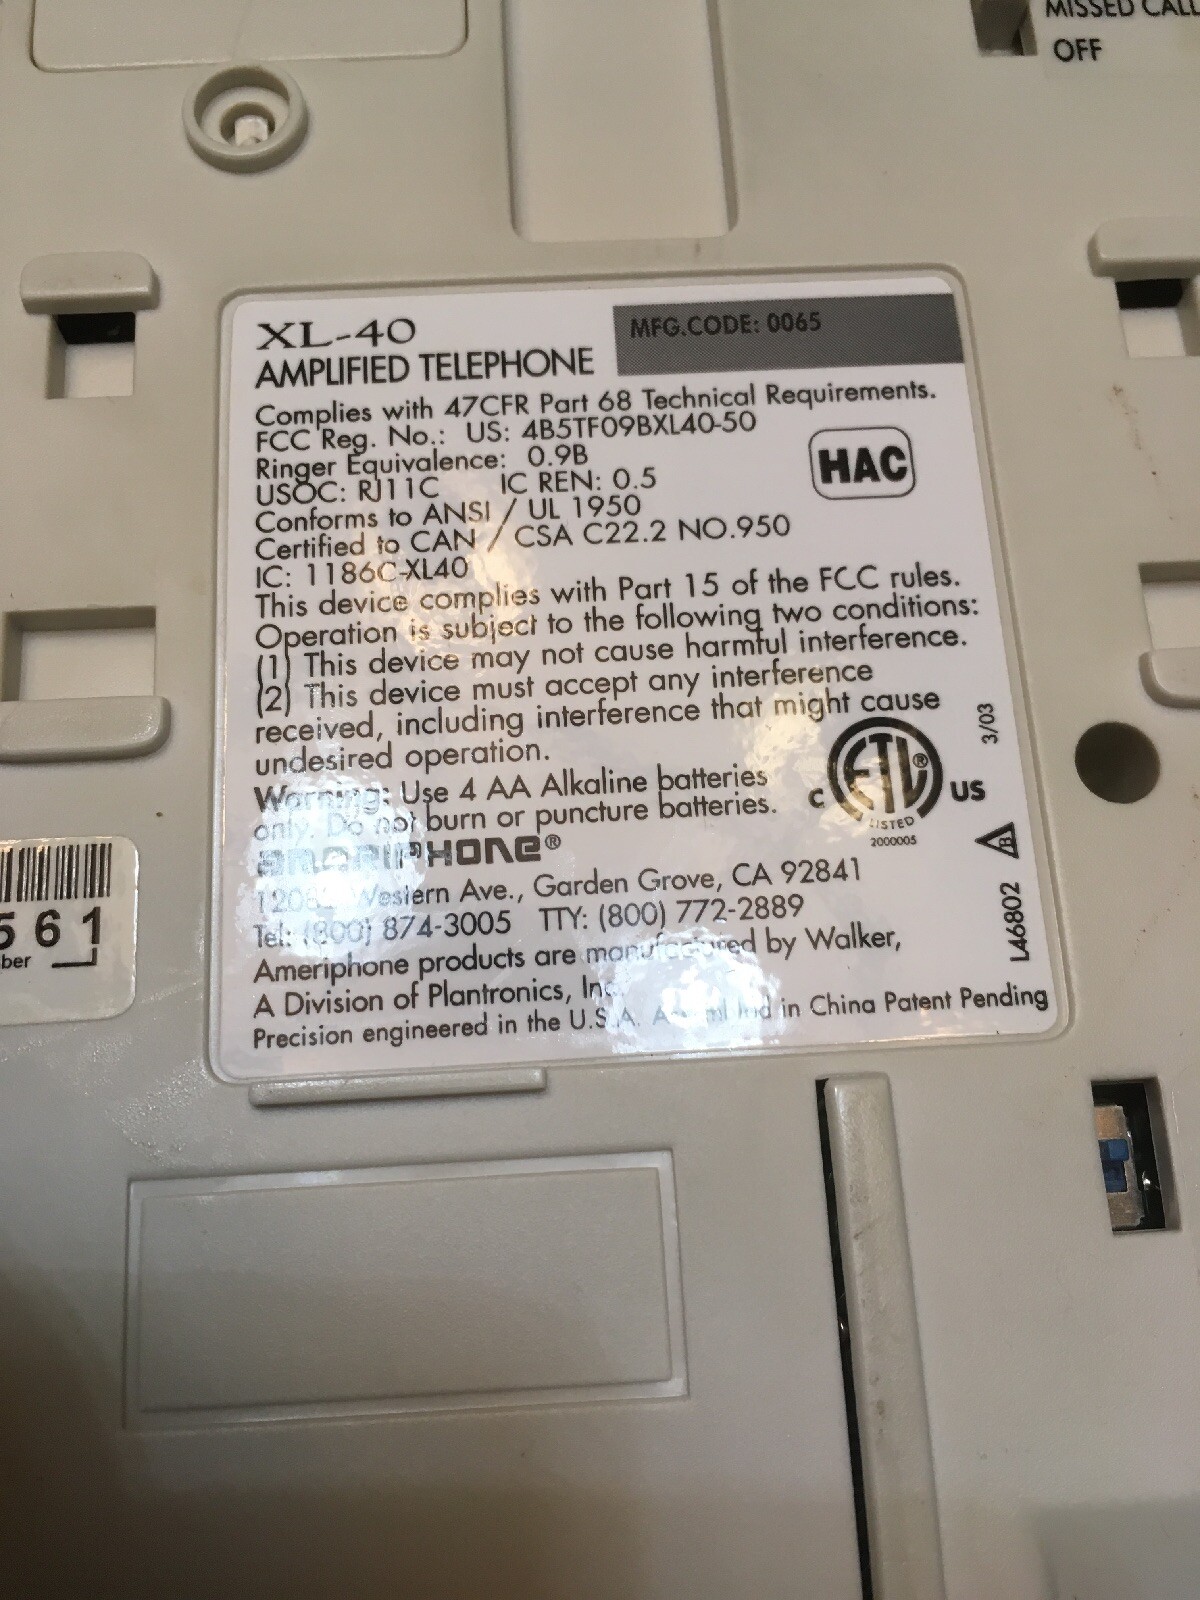 MISSED CALL
OFF
XL-40
MFG.CODE: 0065
AMPLIFIED TELEPHONE
Complies with 47CFR Part 68 Technical Requirements.
FCC Reg. No.: US: 4B5TF09BXL40-50
Ringer Equivalence: 0.9B
HAC
USOC: RJ11C IC REN: 0.5
Conforms to ANSI / UL 1950
Certified to CAN / CSA C22.2 NO.950
IC: 1186C-XL40
This device complies with Part 15 of the FCC rules.
Operation is subject to the following two conditions:
(1) This device may not cause harmful interference.
(2) This device must accept any interference
received, including interference that might cause
undesired operation.
Warning: Use 4 AA Alkaline batteries
only. Do not burn or puncture batteries.
C ETL® US
LISTED
2000005
3/03
AMERIPHONE®
Western Ave., Garden Grove, CA 92841
Tel: (800) 874-3005 TTY: (800) 772-2889
Ameriphone products are manufactured by Walker,
A Division of Plantronics, Inc.
Precision engineered in the U.S.A. Assembled in China Patent Pending
B
L46802
561
ber